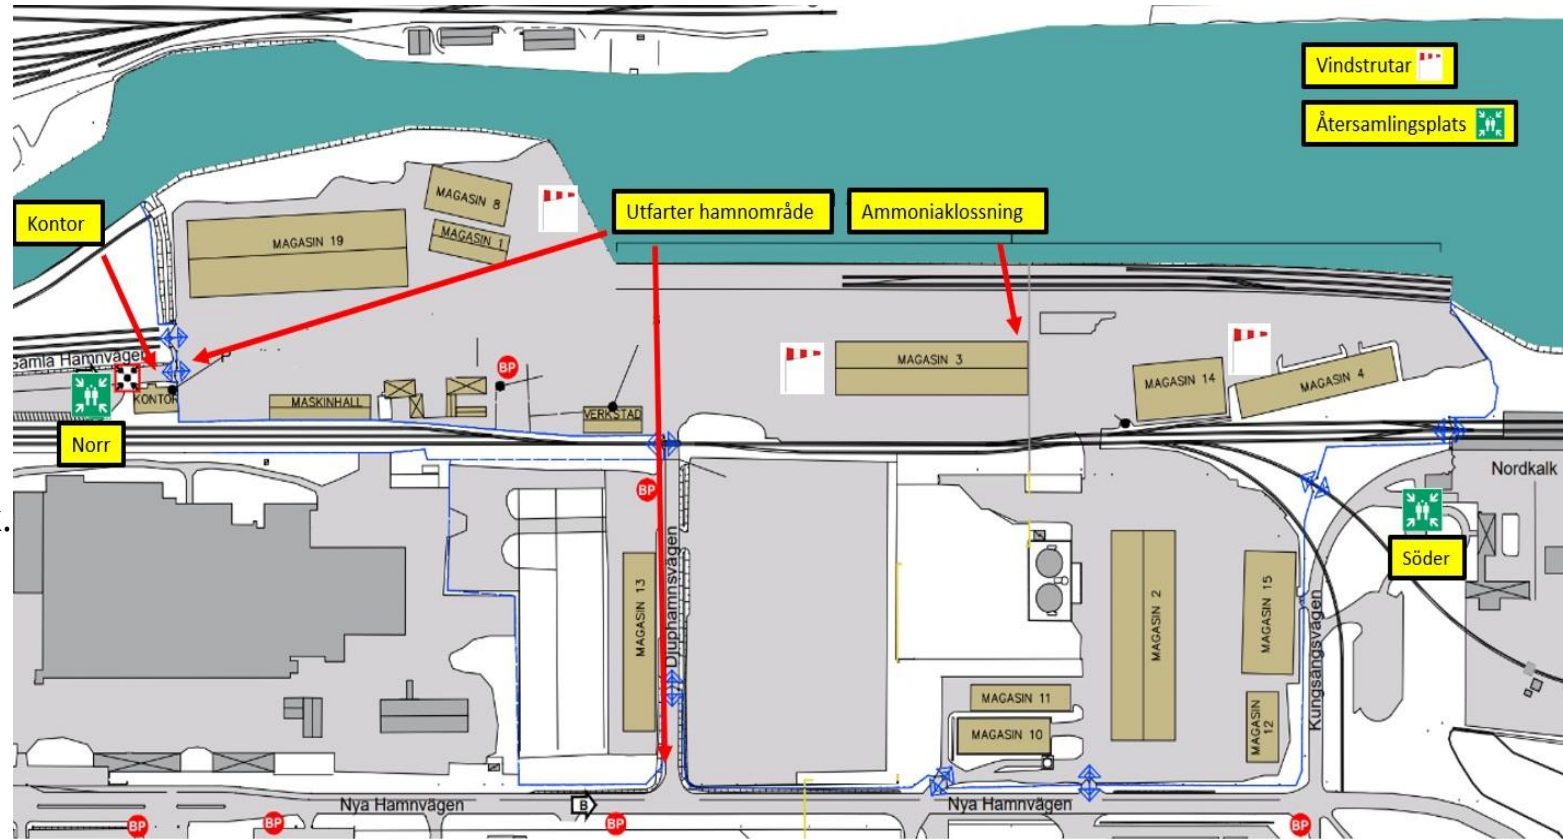 Vindstrutar
Återsamlingsplats
MAGASIN 8
Utfarter hamnområde
Ammoniaklossning
Kontor
MAGASIN 19
MAGASIN 1
S
P
Gamla Hamnvägen
BP
MAGASIN 3
MAGASIN 14
MAGASIN 4
KONTOR
MASKINHALL
VERKSTAD
Norr
Nordkalk
BP
Söder
MAGASIN 13
Djuphamnsvägen
MAGASIN 2
MAGASIN 15
Kungsängsvägen
MAGASIN 11
MAGASIN 10
MAGASIN
12
Nya Hamnvägen
B
Nya Hamnvägen
BP
BP
BP
BP